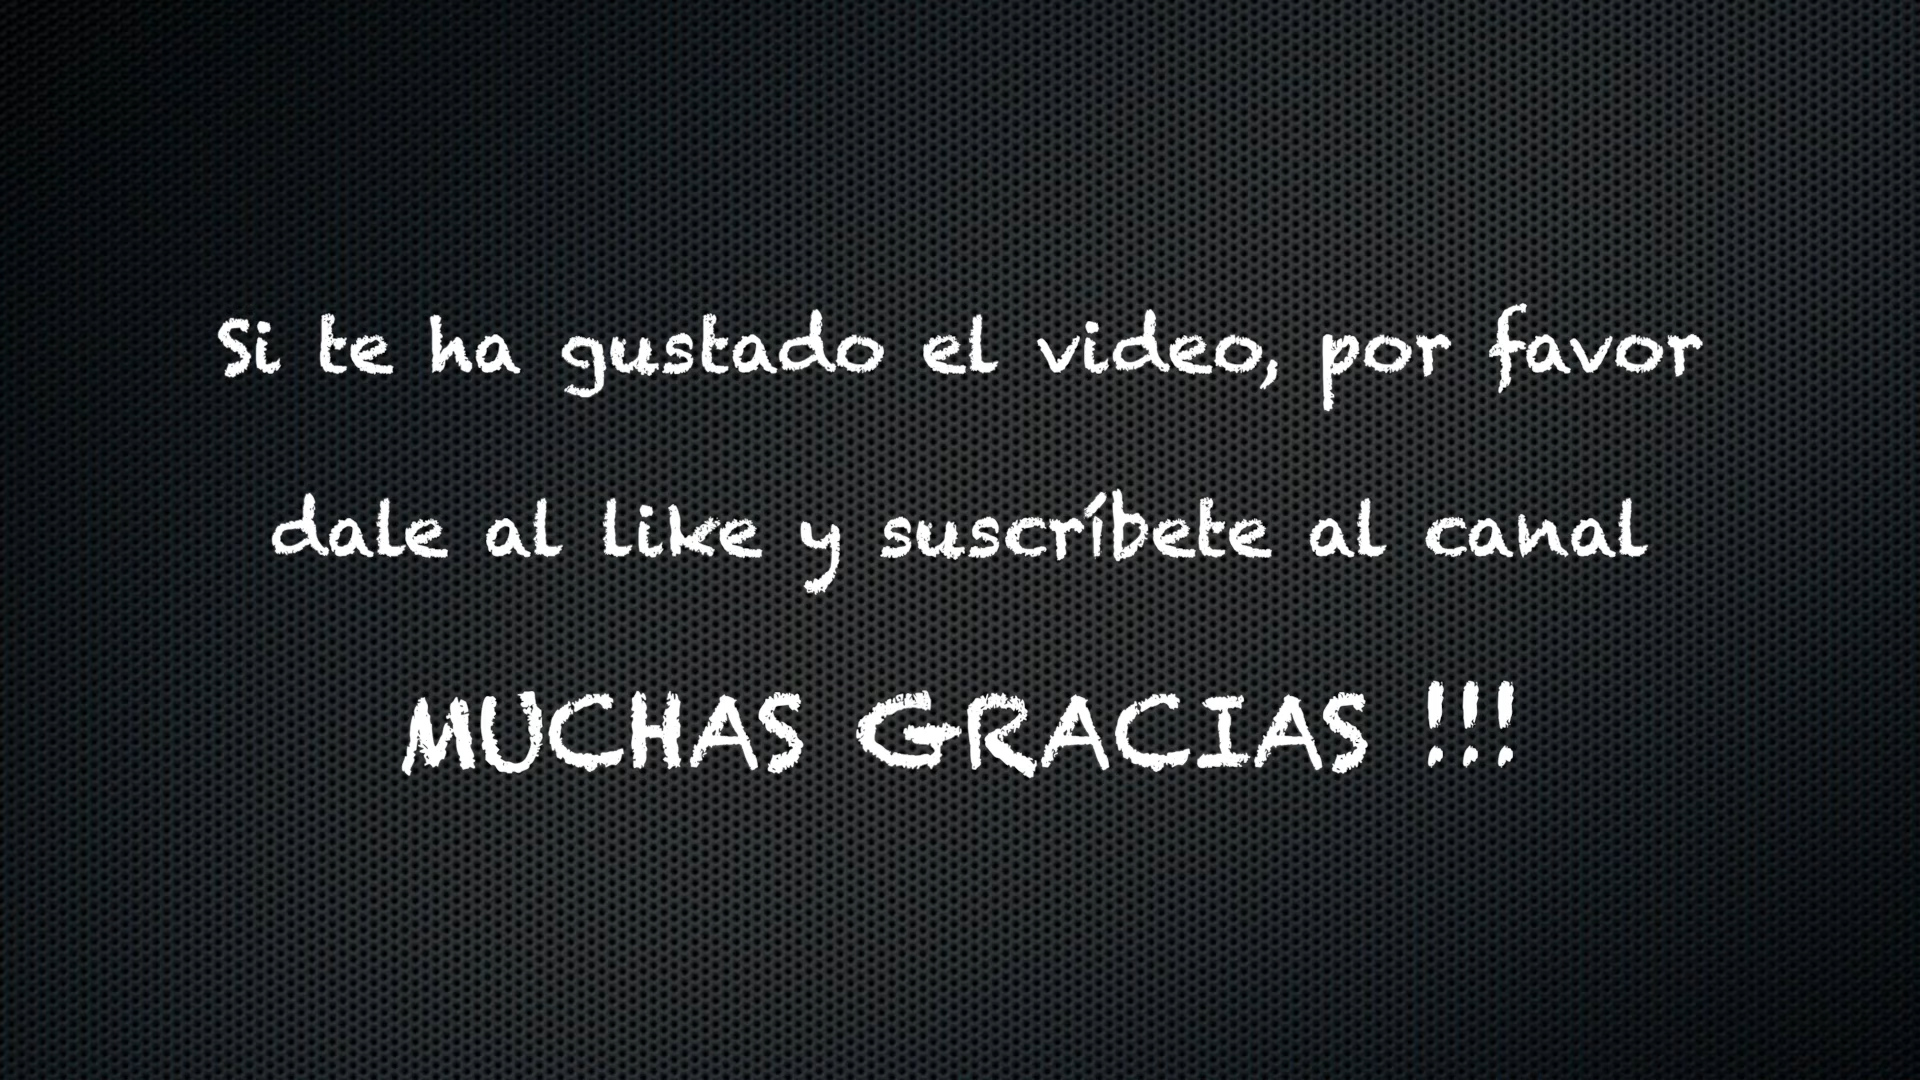 Si te ha gustado el video, por favor
dale al like y suscríbete al canal
MUCHAS GRACIAS !!!